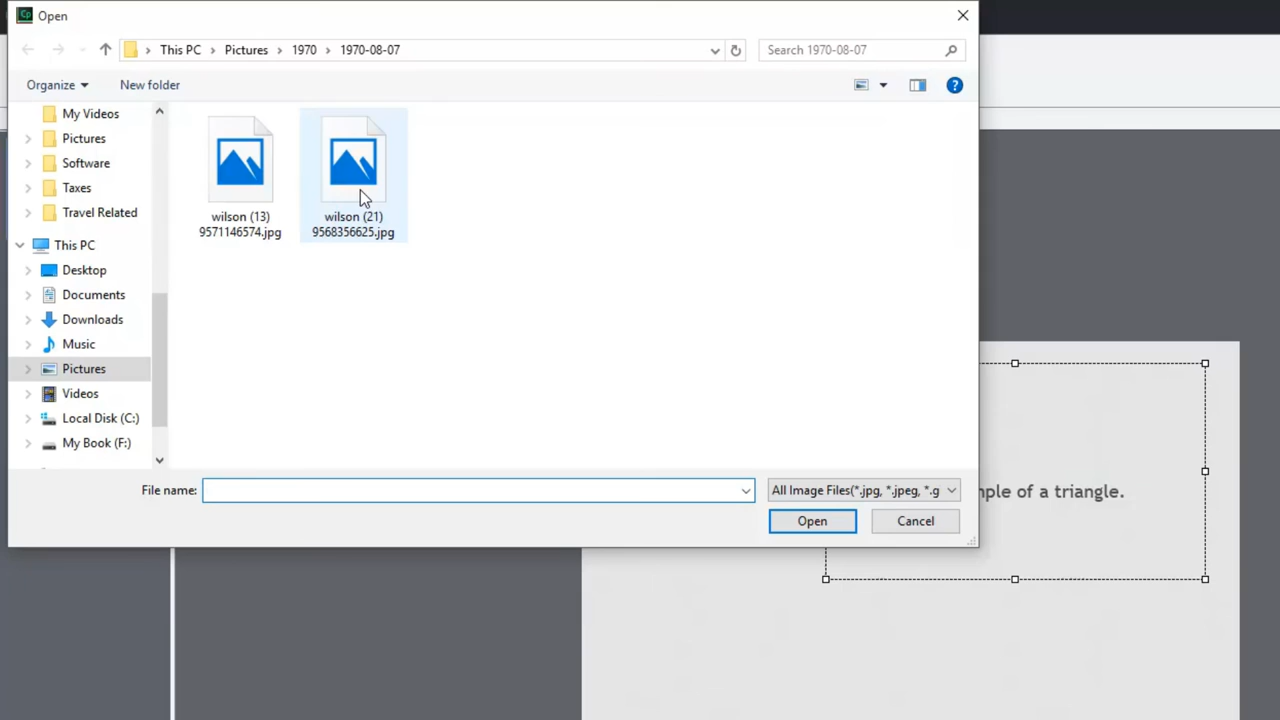 Cp Open
This PC > Pictures > 1970 > 1970-08-07
Search 1970-08-07
Organize
New folder
?
My Videos
Pictures
Software
Taxes
Travel Related
This PC
Desktop
Documents
Downloads
Music
Pictures
Videos
Local Disk (C:)
My Book (F:)
wilson (13)
9571146574.jpg
wilson (21)
9568356625.jpg
File name:
All Image Files(*.jpg, *.jpeg, *.g
Open
Cancel
of a triangle.